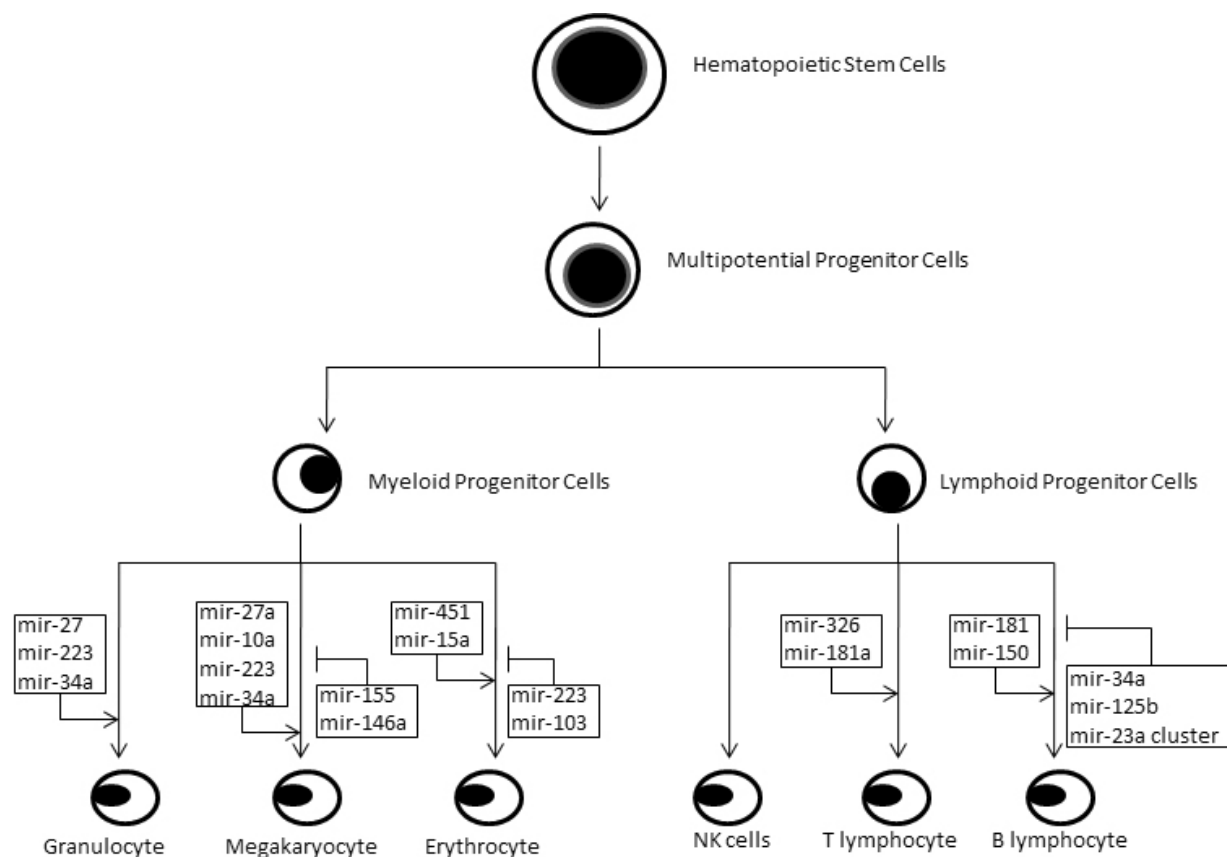 Hematopoietic Stem Cells
Multipotential Progenitor Cells
Myeloid Progenitor Cells
Lymphoid Progenitor Cells
mir-27
mir-223
mir-34a
mir-27a
mir-10a
mir-223
mir-34a
mir-155
mir-146a
mir-451
mir-15a
mir-223
mir-103
mir-326
mir-181a
mir-181
mir-150
mir-34a
mir-125b
mir-23a cluster
Granulocyte
Megakaryocyte
Erythrocyte
NK cells
T lymphocyte
B lymphocyte